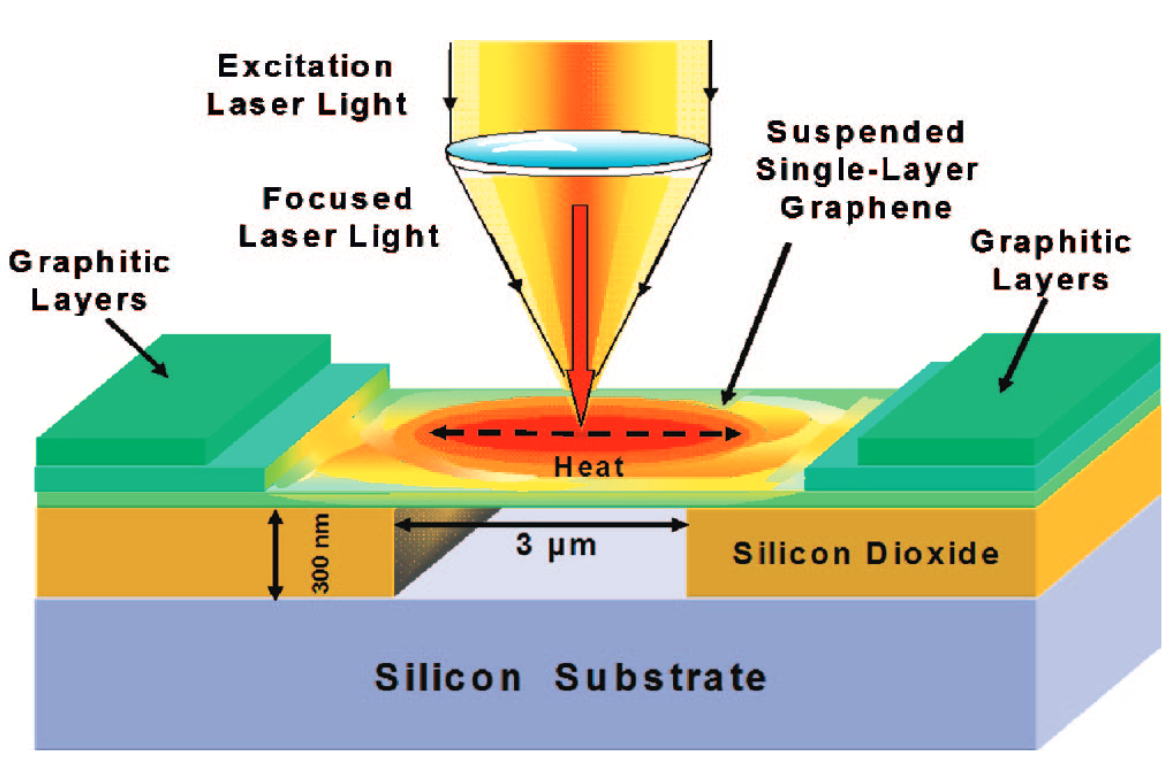 Excitation
Laser Light
Suspended
Single-Layer
Graphene
Focused
Laser Light
Graphitic
Layers
Graphitic
Layers
Heat
300 nm
3 µm
Silicon Dioxide
Silicon Substrate